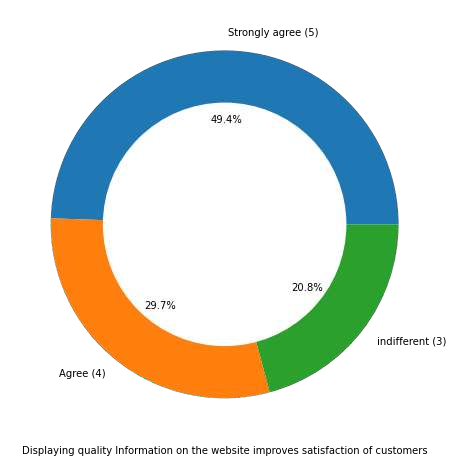 Strongly agree (5)
49.4%
20.8%
29.7%
indifferent (3)
Agree (4)
Displaying quality Information on the website improves satisfaction of customers